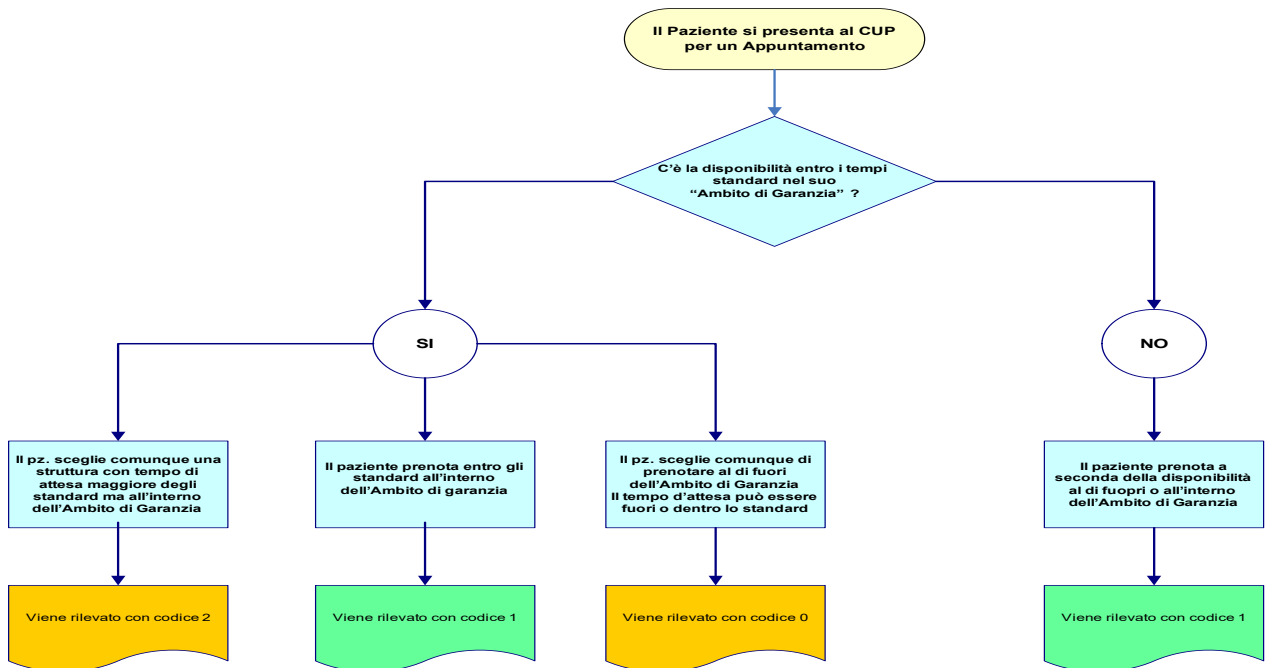 Il Paziente si presenta al CUP
per un Appuntamento
C'è la disponibilità entro i tempi
standard nel suo
“Ambito di Garanzia” ?
SI
NO
Il pz. sceglie comunque una
struttura con tempo di
attesa maggiore degli
standard ma all'interno
dell'Ambito di Garanzia
Il paziente prenota entro gli
standard all'interno
dell'Ambito di garanzia
Il pz. sceglie comunque di
prenotare al di fuori
dell'Ambito di Garanzia
Il tempo d'attesa può essere
fuori o dentro lo standard
Il paziente prenota a
seconda della disponibilità
al di fuopri o all'interno
dell'Ambito di Garanzia
Viene rilevato con codice 2
Viene rilevato con codice 1
Viene rilevato con codice 0
Viene rilevato con codice 1